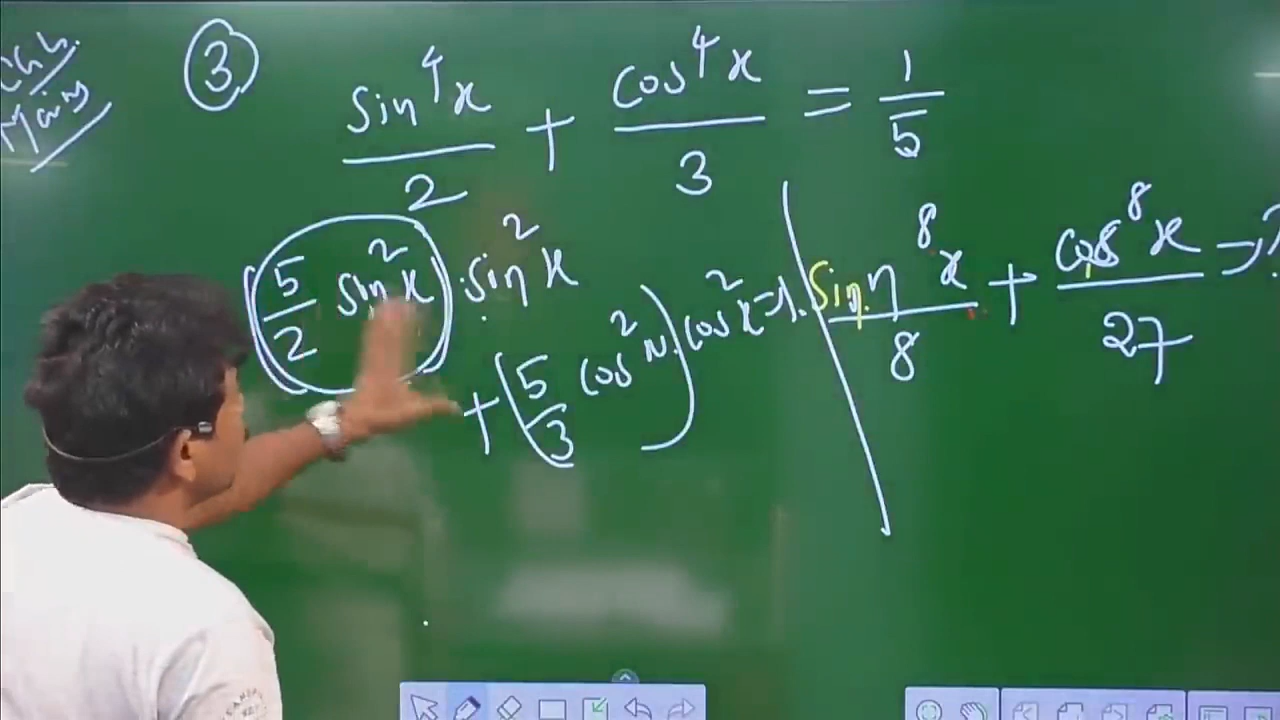 ③ sin⁴x/2 + cos⁴x/3 = 1/5
(5/2 sin²x) · sin²x
+ (5/3 cos²x) · cos²x = 1.
sin⁸x/8 + cos⁸x/27 → ?
Mains